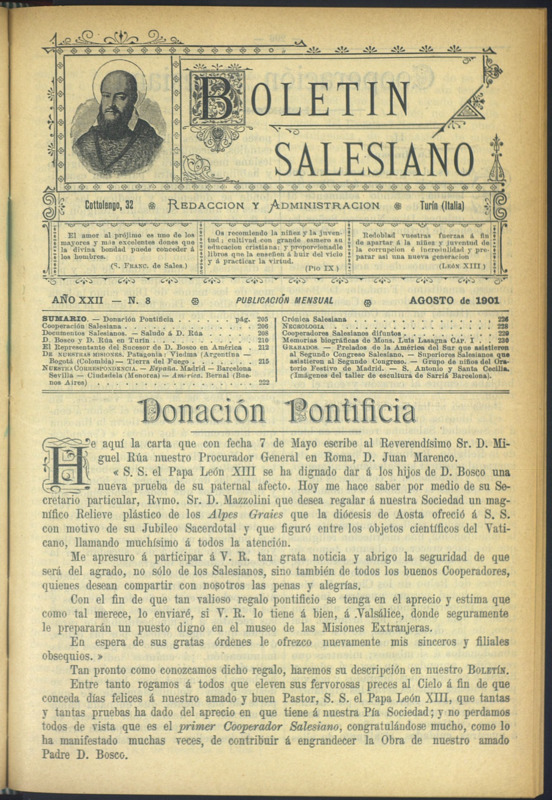 BOLETIN
SALESIANO
Cottolengo, 32 REDACCION Y ADMINISTRACION Turín (Italia)
El amor al prójimo es uno de los
mayores y más excelentes dones que
la divina bondad puede conceder á
los hombres.
(S. FRANC. de Sales.)
Os recomiendo la niñez y la juven-
tud; cultivad con grande esmero su
educacion cristiana; y proporcionadle
libros que la enseñen á huir del vicio
y á practicar la virtud.
(PIO IX)
Redoblad vuestras fuerzas á fin
de apartar á la niñez y juventud de
la corrupcion é incredulidad y pre-
parar así una nueva generacion
(LEÓN XIII)
AÑO XXII — N. 8 PUBLICACIÓN MENSUAL AGOSTO de 1901
SUMARIO. — Donación Pontificia . . . pág. 205
Cooperación Salesiana . . . 206
Documentos Salesianos. — Saludo á D. Rúa . . . 208
D. Bosco y D. Rúa en Turín . . . 210
El Representente del Sucesor de D. Bosco en América 212
DE NUESTRAS MISIONES. Patagonia: Viedma (Argentina —
Bogotá (Colombia) — Tierra del Fuego . . . 215
NUESTRA CORRESPONDENCIA. — España. Madrid — Barcelona
Sevilla — Ciudadela (Menorca) — América. Bernal (Bue-
nos Aires) . . . 222
Crónica Salesiana . . . 226
NECROLOGÍA . . . 228
Cooperadores Salesianos difuntos . . . 229
Memorias biográficas de Mons. Luis Lasagna CAP. I . . 230
GRABADOS. — Prelados de la América del Sur que asistieron
al Segundo Congreso Salesiano. — Superiores Salesianos que
asistieron al Segundo Congreso. — Grupo de niños del Ora-
torio Festivo de Madrid. — S. Antonio y Santa Cecilia.
(Imágenes del taller de escultura de Sarriá Barcelona).
Donación Pontificia
He aquí la carta que con fecha 7 de Mayo escribe al Reverendísimo Sr. D. Mi-
guel Rúa nuestro Procurador General en Roma, D. Juan Marenco.
« S. S. el Papa León XIII se ha dignado dar á los hijos de D. Bosco una
nueva prueba de su paternal afecto. Hoy me hace saber por medio de su Se-
cretario particular, Rvmo. Sr. D. Mazzolini que desea regalar á nuestra Sociedad un mag-
nífico Relieve plástico de los Alpes Graies que la diócesis de Aosta ofreció á S. S.
con motivo de su Jubileo Sacerdotal y que figuró entre los objetos científicos del Vati-
cano, llamando muchísimo á todos la atención.
Me apresuro á participar á V. R. tan grata noticia y abrigo la seguridad de que
será del agrado, no sólo de los Salesianos, sino también de todos los buenos Cooperadores,
quienes desean compartir con nosotros las penas y alegrías.
Con el fin de que tan valioso regalo pontificio se tenga en el aprecio y estima que
como tal merece, lo enviaré, si V. R. lo tiene á bien, á Valsálice, donde seguramente
le prepararán un puesto digno en el museo de las Misiones Extranjeras.
En espera de sus gratas órdenes le ofrezco nuevamente mis sinceros y filiales
obsequios. »
Tan pronto como conozcamos dicho regalo, haremos su descripción en nuestro BOLETÍN.
Entre tanto rogamos á todos que eleven sus fervorosas preces al Cielo á fin de que
conceda días felices á nuestro amado y buen Pastor, S. S. el Papa León XIII, que tantas
y tantas pruebas ha dado del aprecio en que tiene á nuestra Pía Sociedad; y no perdamos
todos de vista que es el primer Cooperador Salesiano, congratulándose mucho, como lo
ha manifestado muchas veces, de contribuir á engrandecer la Obra de nuestro amado
Padre D. Bosco.